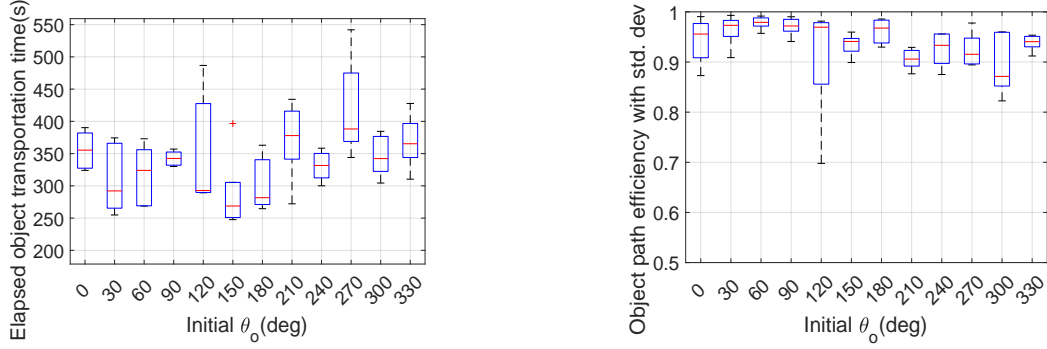 Elapsed object transportation time(s)
550
500
450
400
350
300
250
200
0 30 60 90 120 150 180 210 240 270 300 330
Initial θo(deg)
Object path efficiency with std. dev
1
0.9
0.8
0.7
0.6
0.5
0 30 60 90 120 150 180 210 240 270 300 330
Initial θo(deg)